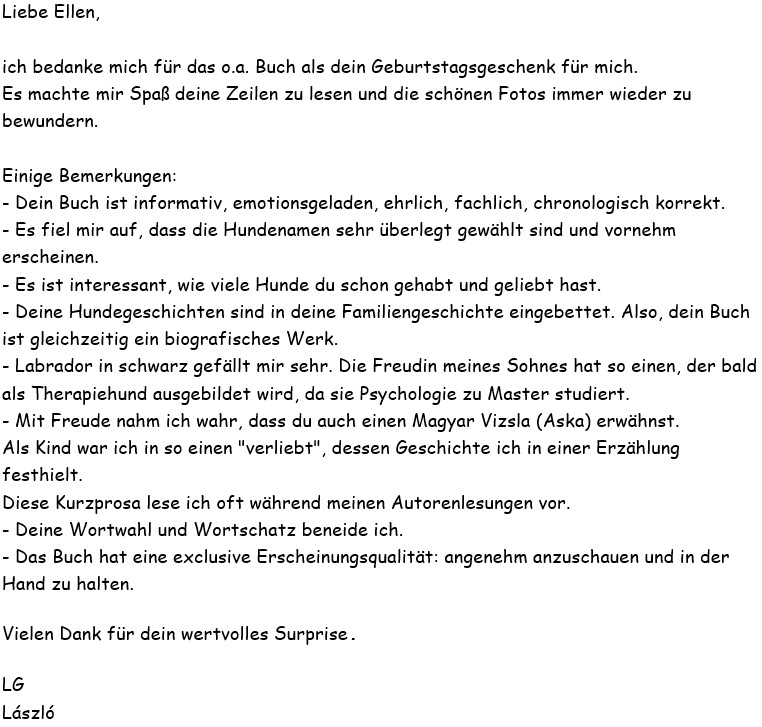 Liebe Ellen,
ich bedanke mich für das o.a. Buch als dein Geburtstagsgeschenk für mich.
Es machte mir Spaß deine Zeilen zu lesen und die schönen Fotos immer wieder zu
bewundern.
Einige Bemerkungen:
- Dein Buch ist informativ, emotionsgeladen, ehrlich, fachlich, chronologisch korrekt.
- Es fiel mir auf, dass die Hundenamen sehr überlegt gewählt sind und vornehm
erscheinen.
- Es ist interessant, wie viele Hunde du schon gehabt und geliebt hast.
- Deine Hundegeschichten sind in deine Familiengeschichte eingebettet. Also, dein Buch
ist gleichzeitig ein biografisches Werk.
- Labrador in schwarz gefällt mir sehr. Die Freudin meines Sohnes hat so einen, der bald
als Therapiehund ausgebildet wird, da sie Psychologie zu Master studiert.
- Mit Freude nahm ich wahr, dass du auch einen Magyar Vizsla (Aska) erwähnst.
Als Kind war ich in so einen "verliebt", dessen Geschichte ich in einer Erzählung
festhielt.
Diese Kurzprosa lese ich oft während meinen Autorenlesungen vor.
- Deine Wortwahl und Wortschatz beneide ich.
- Das Buch hat eine exclusive Erscheinungsqualität: angenehm anzuschauen und in der
Hand zu halten.
Vielen Dank für dein wertvolles Surprise.
LG
László